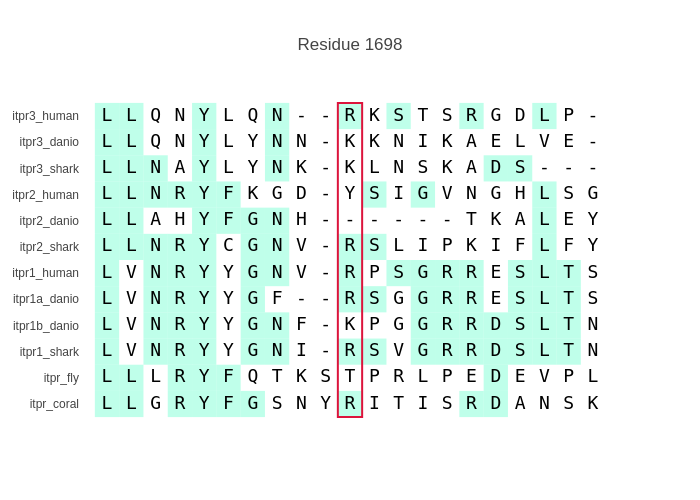 Residue 1698
itpr3_human L L Q N Y L Q N - - R K S T S R G D L P -
itpr3_danio L L Q N Y L Y N N - K K N I K A E L V E -
itpr3_shark L L N A Y L Y N K - K L N S K A D S - - -
itpr2_human L L N R Y F K G D - Y S I G V N G H L S G
itpr2_danio L L A H Y F G N H - - - - - - T K A L E Y
itpr2_shark L L N R Y C G N V - R S L I P K I F L F Y
itpr1_human L V N R Y Y G N V - R P S G R R E S L T S
itpr1a_danio L V N R Y Y G F - - R S G G R R E S L T S
itpr1b_danio L V N R Y Y G N F - K P G G R R D S L T N
itpr1_shark L V N R Y Y G N I - R S V G R R D S L T N
itpr_fly L L L R Y F Q T K S T P R L P E D E V P L
itpr_coral L L G R Y F G S N Y R I T I S R D A N S K